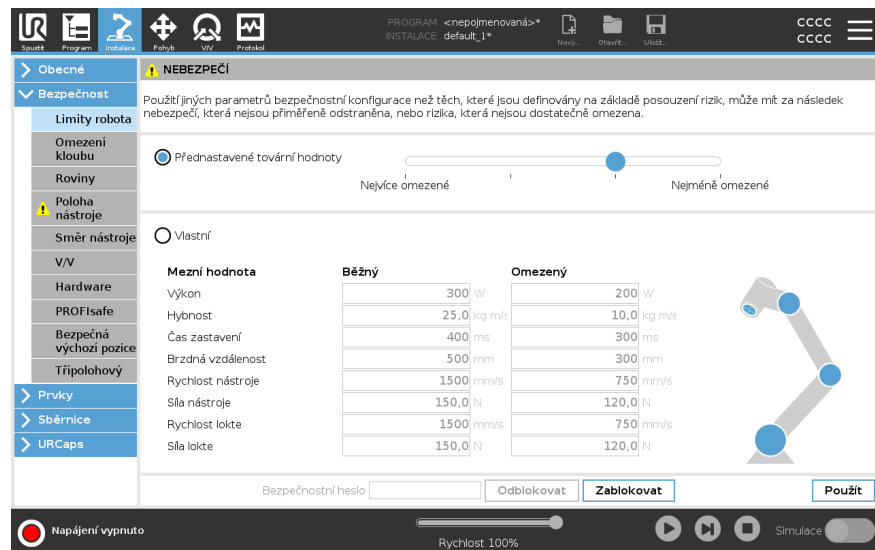 PROGRAM <nepojmenovaná>*
INSTALACE default_1*
Spustit Program Instalace Pohyb V/V Protokol Nový... Otevřít... Uložit...
cccc
cccc
Obecné
Bezpečnost
Limity robota
Omezení
kloubu
Roviny
Poloha
nástroje
Směr nástroje
V/V
Hardware
PROFIsafe
Bezpečná
výchozí pozice
Třípolohový
Prvky
Sběrnice
URCaps
NEBEZPEČÍ
Použití jiných parametrů bezpečnostní konfigurace než těch, které jsou definovány na základě posouzení rizik, může mít za následek
nebezpečí, která nejsou přiměřeně odstraněna, nebo rizika, která nejsou dostatečně omezena.
Přednastavené tovární hodnoty
Nejvíce omezené Nejméně omezené
Vlastní
Mezní hodnota Běžný Omezený
Výkon 300 W 200 W
Hybnost 25,0 kg m/s 10,0 kg m/s
Čas zastavení 400 ms 300 ms
Brzdná vzdálenost 500 mm 300 mm
Rychlost nástroje 1500 mm/s 750 mm/s
Síla nástroje 150,0 N 120,0 N
Rychlost lokte 1500 mm/s 750 mm/s
Síla lokte 150,0 N 120,0 N
Bezpečnostní heslo Odblokovat Zablokovat Použít
Napájení vypnuto
Rychlost 100%
Simulace